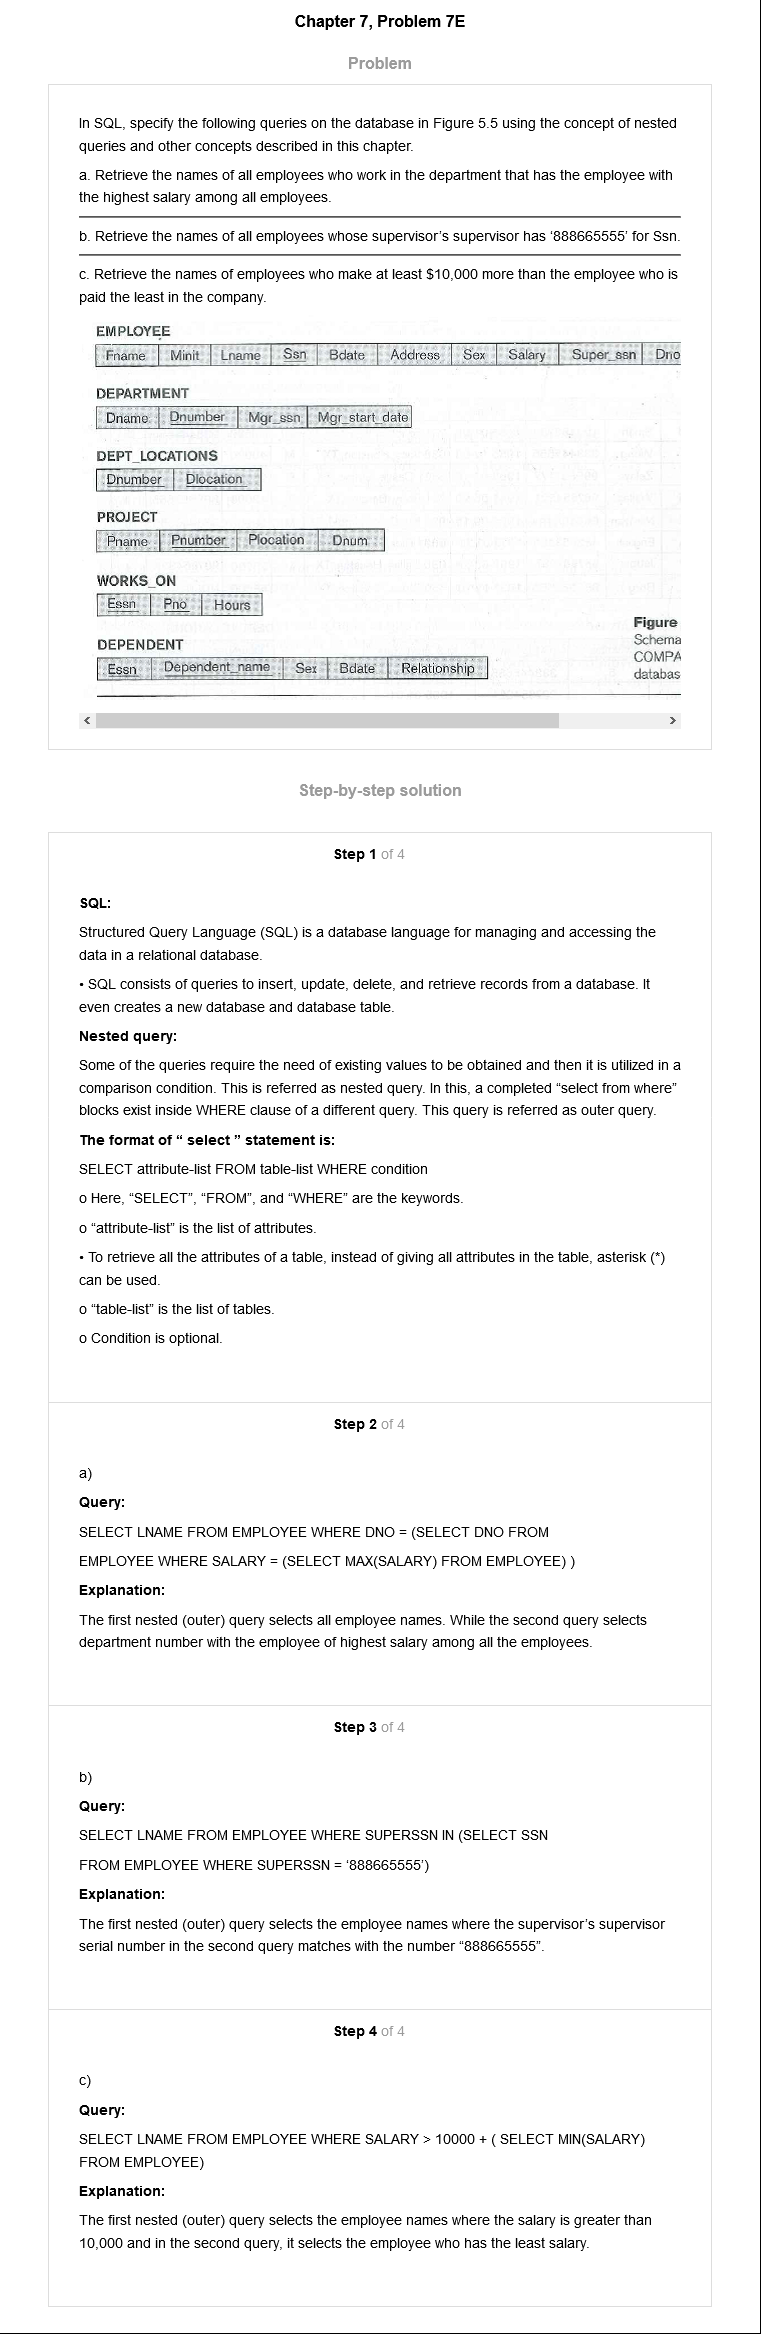 Chapter 7, Problem 7E
Problem
In SQL, specify the following queries on the database in Figure 5.5 using the concept of nested
queries and other concepts described in this chapter.
a. Retrieve the names of all employees who work in the department that has the employee with
the highest salary among all employees.
b. Retrieve the names of all employees whose supervisor's supervisor has '888665555' for Ssn.
c. Retrieve the names of employees who make at least $10,000 more than the employee who is
paid the least in the company.
EMPLOYEE
Fname Minit Lname Ssn Bdate Address Sex Salary Super_ssn Dno
DEPARTMENT
Dname Dnumber Mgr_ssn Mgr_start_date
DEPT_LOCATIONS
Dnumber Dlocation
PROJECT
Pname Pnumber Plocation Dnum
WORKS_ON
Essn Pno Hours
Figure
Schema
DEPENDENT
COMPA
Essn Dependent_name Sex Bdate Relationship
databas
Step-by-step solution
Step 1 of 4
SQL:
Structured Query Language (SQL) is a database language for managing and accessing the
data in a relational database.
• SQL consists of queries to insert, update, delete, and retrieve records from a database. It
even creates a new database and database table.
Nested query:
Some of the queries require the need of existing values to be obtained and then it is utilized in a
comparison condition. This is referred as nested query. In this, a completed “select from where”
blocks exist inside WHERE clause of a different query. This query is referred as outer query.
The format of “ select ” statement is:
SELECT attribute-list FROM table-list WHERE condition
o Here, “SELECT”, “FROM”, and “WHERE” are the keywords.
o “attribute-list” is the list of attributes.
• To retrieve all the attributes of a table, instead of giving all attributes in the table, asterisk (*)
can be used.
o “table-list” is the list of tables.
o Condition is optional.
Step 2 of 4
a)
Query:
SELECT LNAME FROM EMPLOYEE WHERE DNO = (SELECT DNO FROM
EMPLOYEE WHERE SALARY = (SELECT MAX(SALARY) FROM EMPLOYEE) )
Explanation:
The first nested (outer) query selects all employee names. While the second query selects
department number with the employee of highest salary among all the employees.
Step 3 of 4
b)
Query:
SELECT LNAME FROM EMPLOYEE WHERE SUPERSSN IN (SELECT SSN
FROM EMPLOYEE WHERE SUPERSSN = ‘888665555’)
Explanation:
The first nested (outer) query selects the employee names where the supervisor’s supervisor
serial number in the second query matches with the number “888665555”.
Step 4 of 4
c)
Query:
SELECT LNAME FROM EMPLOYEE WHERE SALARY > 10000 + ( SELECT MIN(SALARY)
FROM EMPLOYEE)
Explanation:
The first nested (outer) query selects the employee names where the salary is greater than
10,000 and in the second query, it selects the employee who has the least salary.